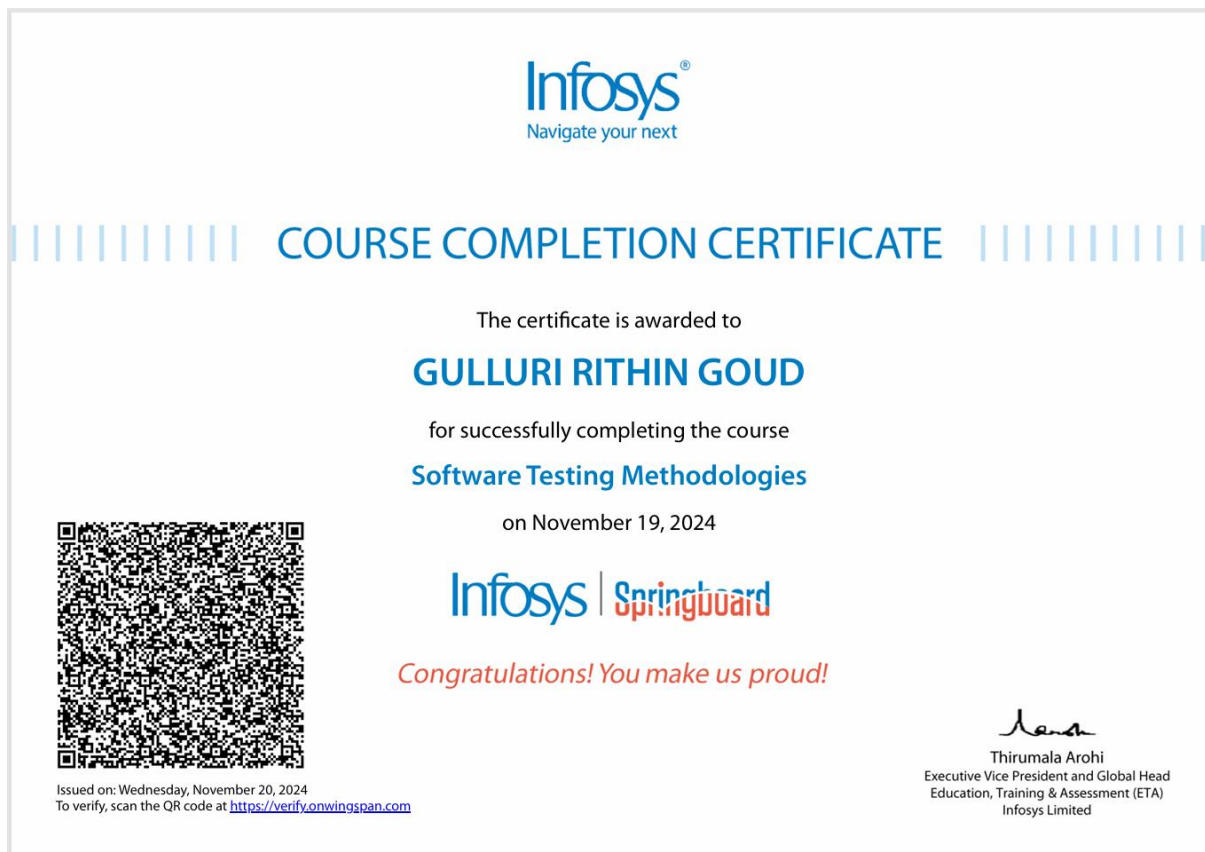 Infosys®
Navigate your next
COURSE COMPLETION CERTIFICATE
The certificate is awarded to
GULLURI RITHIN GOUD
for successfully completing the course
Software Testing Methodologies
on November 19, 2024
Infosys | Springboard
Congratulations! You make us proud!
Issued on: Wednesday, November 20, 2024
To verify, scan the QR code at https://verify.onwingspan.com
Thirumala Arohi
Executive Vice President and Global Head
Education, Training & Assessment (ETA)
Infosys Limited